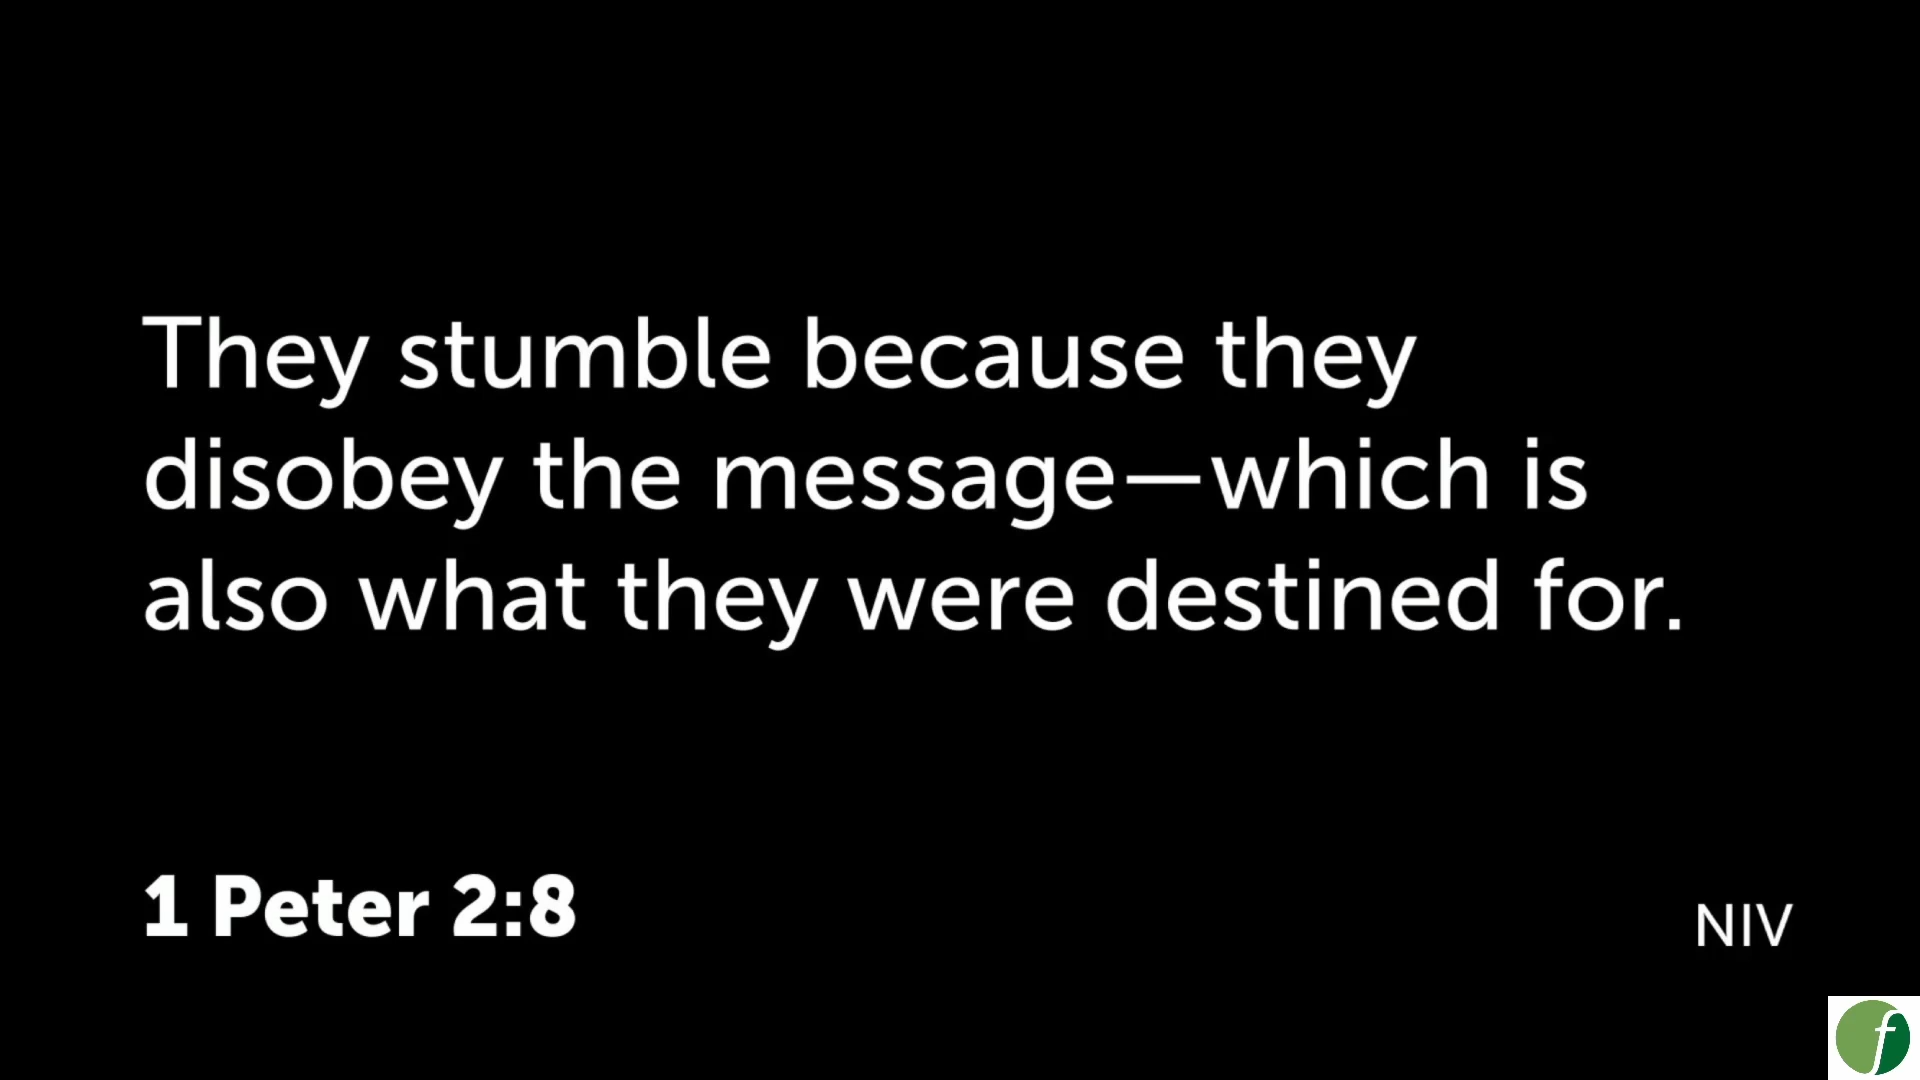 They stumble because they
disobey the message—which is
also what they were destined for.
1 Peter 2:8
NIV
f